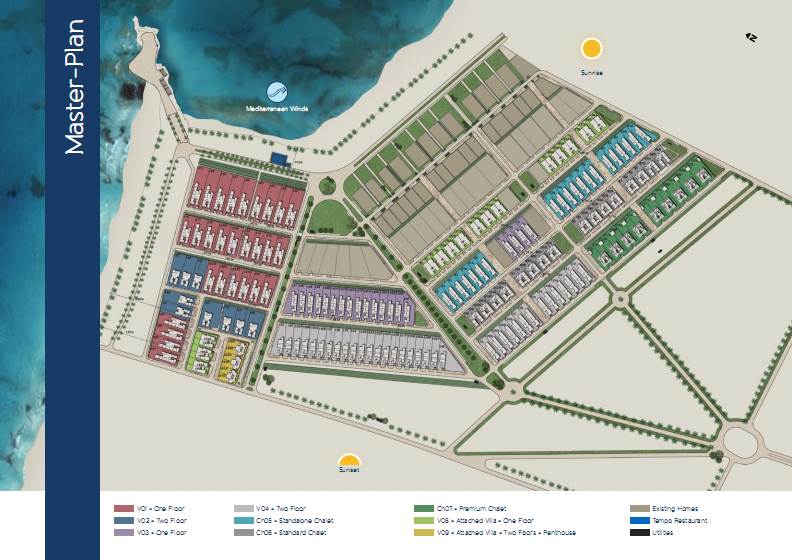 Master-Plan
N
Sunrise
Mediterranean Winds
Sunset
V01 - One Floor
V02 - Two Floor
V03 - One Floor
V04 - Two Floor
Ch05 - Standalone Chalet
Ch06 - Standard Chalet
Ch07 - Premium Chalet
V08 - Attached Villa - One Floor
V09 - Attached Villa - Two Floors + Penthouse
Existing Homes
Tempo Restaurant
Utilities